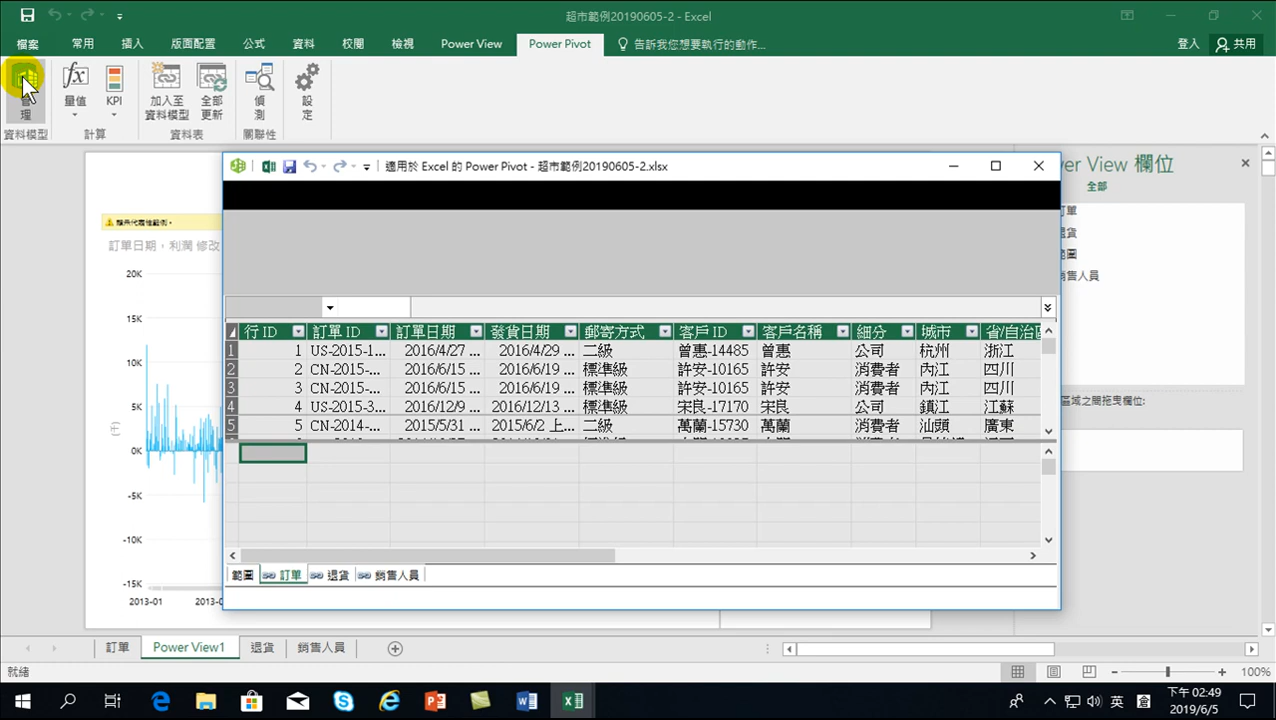 超市範例20190605-2 - Excel
檔案 常用 插入 版面配置 公式 資料 校閱 檢視 Power View Power Pivot 告訴我您想要執行的動作... 登入 共用
管理 量值 KPI 加入至資料模型 全部更新 偵測 設定
資料模型 計算 資料表 關聯性
適用於 Excel 的 Power Pivot - 超市範例20190605-2.xlsx
ower View 欄位
全部
訂單
退貨
範圍
銷售人員
訂單日期，利潤 修改
20K
15K
10K
5K
0K
-5K
-10K
-15K
(千)
2013-01 2013-0
行 ID 訂單 ID 訂單日期 發貨日期 郵寄方式 客戶 ID 客戶名稱 細分 城市 省/自治區
1 1 US-2015-1... 2016/4/27 ... 2016/4/29 ... 二級 曾惠-14485 曾惠 公司 杭州 浙江
2 2 CN-2015-... 2016/6/15 ... 2016/6/19 ... 標準級 許安-10165 許安 消費者 內江 四川
3 3 CN-2015-... 2016/6/15 ... 2016/6/19 ... 標準級 許安-10165 許安 消費者 內江 四川
4 4 US-2015-3... 2016/12/9 ... 2016/12/13 ... 標準級 宋良-17170 宋良 公司 鎮江 江蘇
5 5 CN-2014-... 2015/5/31 ... 2015/6/2 上... 二級 萬蘭-15730 萬蘭 消費者 汕頭 廣東
區域之間拖曳欄位:
範圍 訂單 退貨 銷售人員
訂單 Power View1 退貨 銷售人員
就緒 100%
英 下午 02:49
2019/6/5